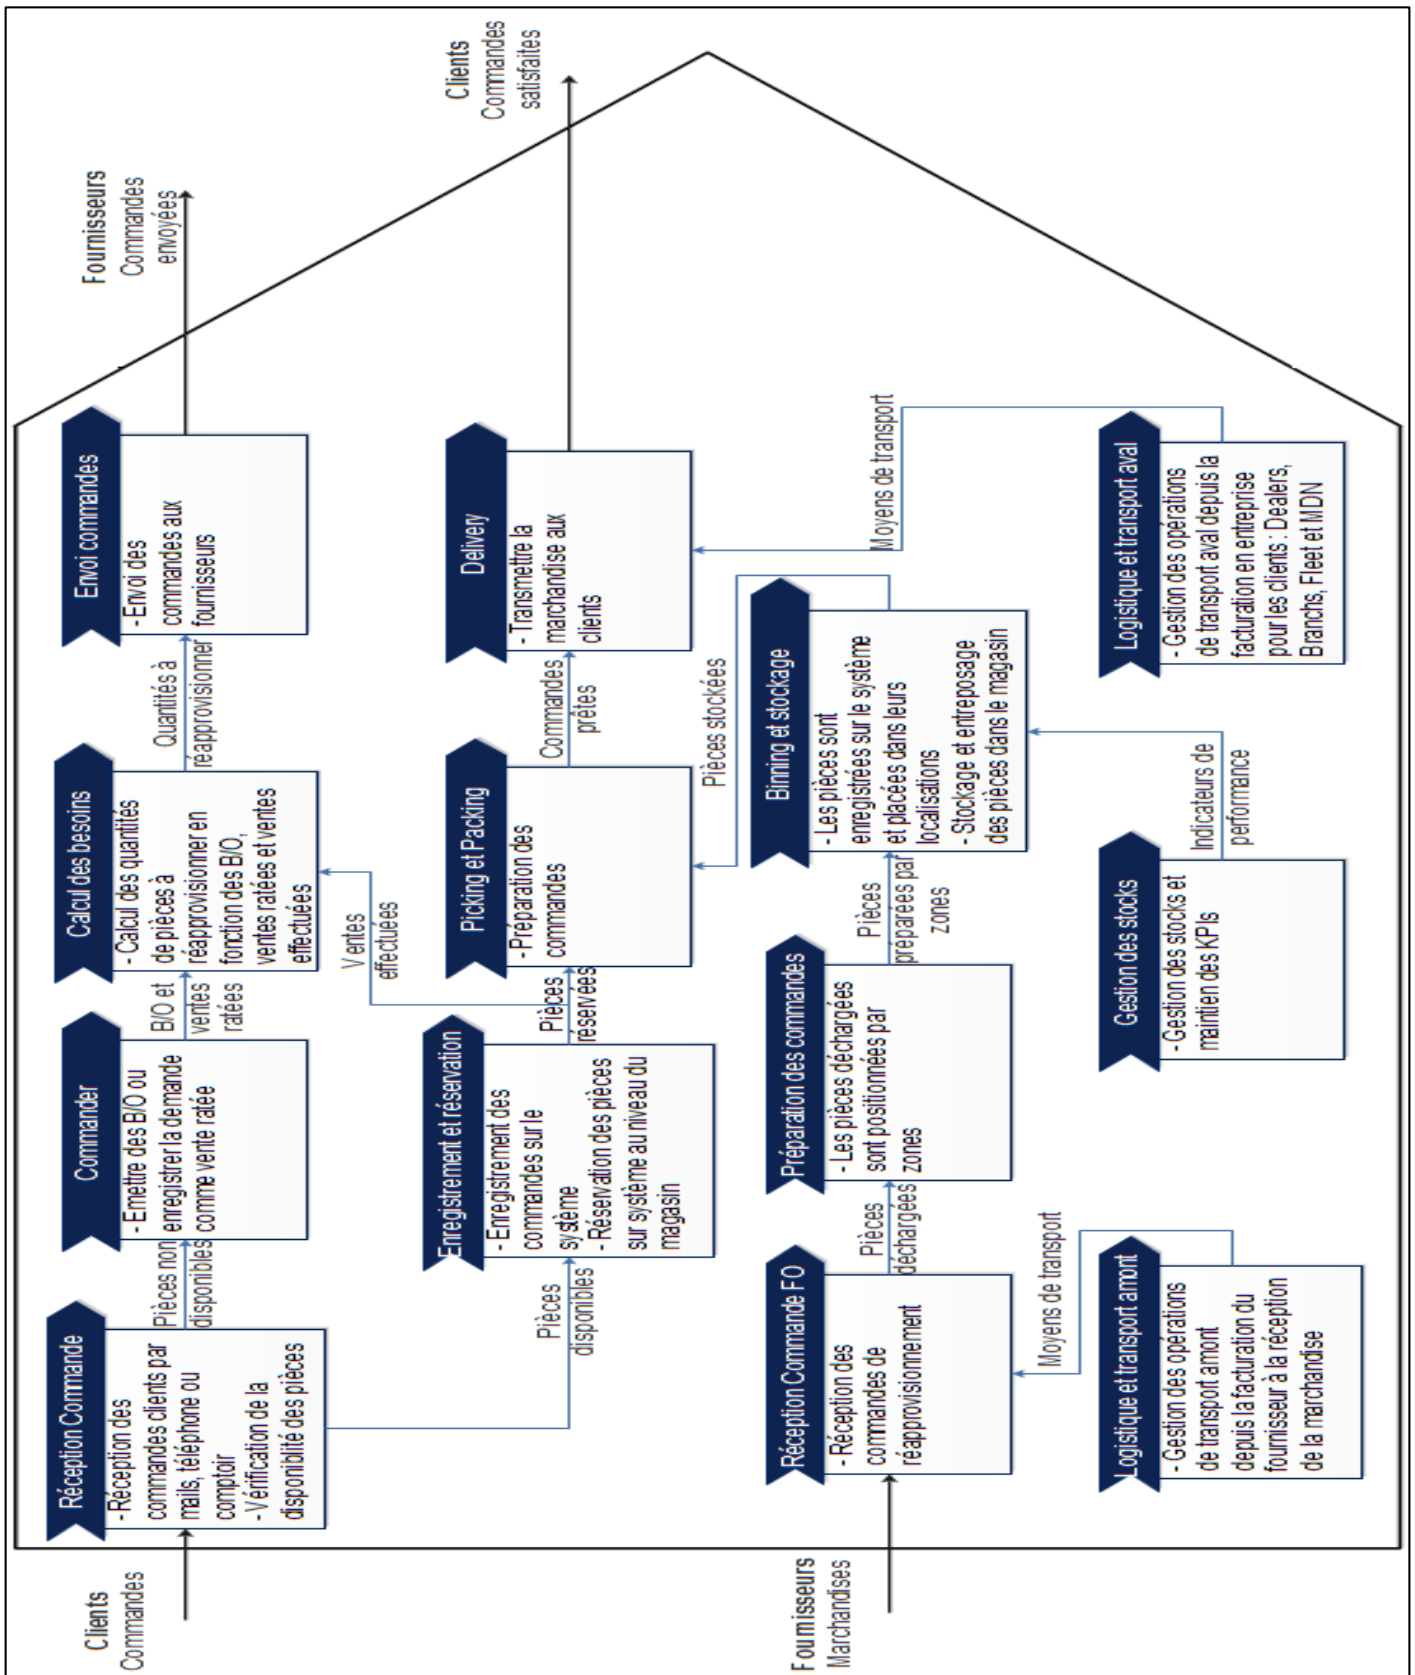 Clients
Commandes
Réception Commande
- Réception des
commandes clients par
mails, téléphone ou
comptoir
- Vérification de la
disponiblité des pièces
Pièces non
disponibles
Commander
- Emettre des B/O ou
enregistrer la demande
comme vente ratée
B/O et
ventes
ratées
Calcul des besoins
- Calcul des quantités
de pièces à
réapprovisionner en
fonction des B/O,
ventes ratées et ventes
effectuées
Quantités à
réapprovisionner
Envoi commandes
- Envoi des
commandes aux
fournisseurs
Fournisseurs
Commandes
envoyées
Pièces
disponibles
Enregistrement et réservation
- Enregistrement des
commandes sur le
système
- Réservation des pièces
sur système au niveau du
magasin
Ventes
effectuées
Pièces
réservées
Picking et Packing
- Préparation des
commandes
Commandes
prêtes
Delivery
- Transmettre la
marchandise aux
clients
Clients
Commandes
satisfaites
Fournisseurs
Marchandises
Réception Commande FO
- Réception des
commandes de
réapprovisionnement
Pièces
déchargées
Préparation des commandes
- Les pièces déchargées
sont positionnées par
zones
Pièces
préparées par
zones
Binning et stockage
- Les pièces sont
enregistrées sur le système
et placées dans leurs
localisations
- Stockage et entreposage
des pièces dans le magasin
Pièces stockées
Moyens de transport
Moyens de transport
Logistique et transport amont
- Gestion des opérations
de transport amont
depuis la facturation du
fournisseur à la réception
de la marchandise
Gestion des stocks
- Gestion des stocks et
maintien des KPIs
Indicateurs de
performance
Logistique et transport aval
- Gestion des opérations
de transport aval depuis la
facturation en entreprise
pour les clients : Dealers,
Branchs, Fleet et MDN